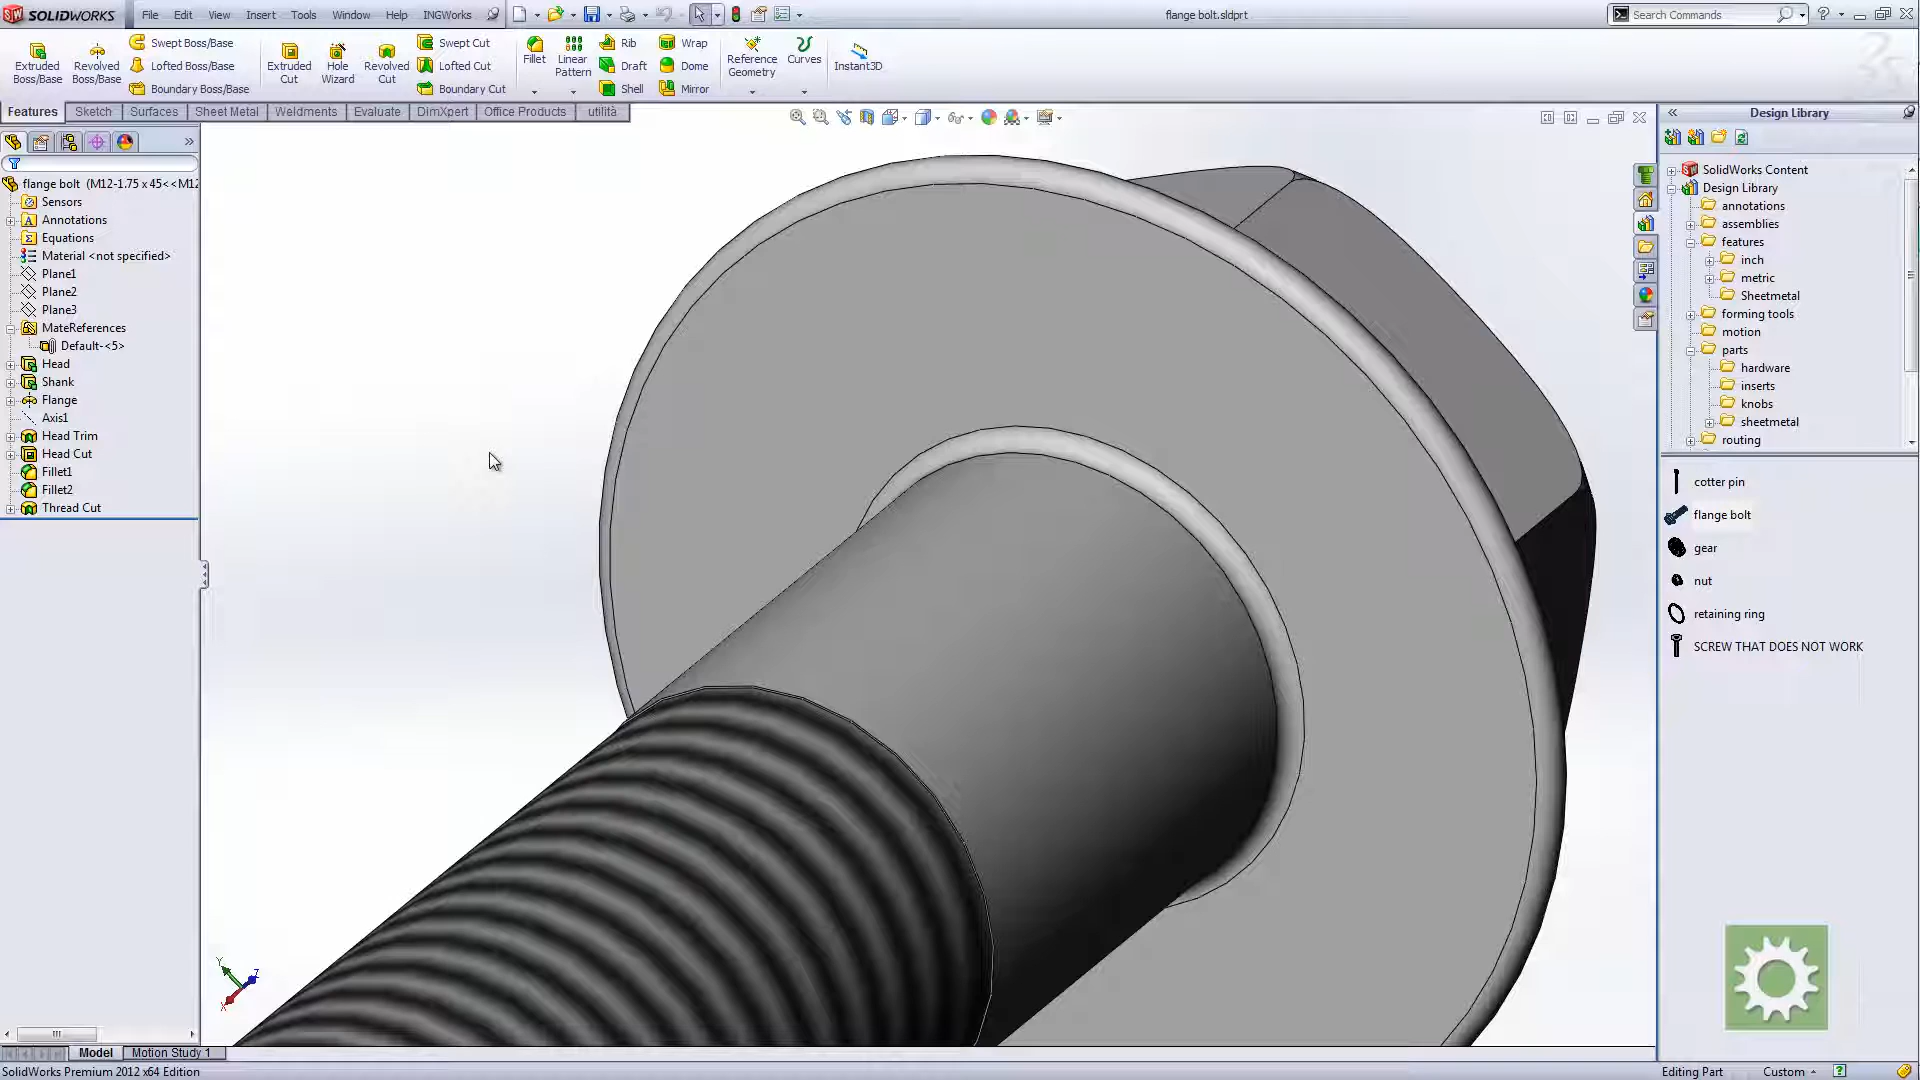 SOLIDWORKS File Edit View Insert Tools Window Help INGWorks flange bolt.sldprt Search Commands
Extruded Boss/Base
Revolved Boss/Base
Swept Boss/Base
Lofted Boss/Base
Boundary Boss/Base
Extruded Cut
Hole Wizard
Revolved Cut
Swept Cut
Lofted Cut
Boundary Cut
Fillet
Linear Pattern
Rib
Draft
Shell
Wrap
Dome
Mirror
Reference Geometry
Curves
Instant3D
Features Sketch Surfaces Sheet Metal Weldments Evaluate DimXpert Office Products utilità
flange bolt (M12-1.75 x 45<<M12
Sensors
Annotations
Equations
Material <not specified>
Plane1
Plane2
Plane3
MateReferences
Default-<5>
Head
Shank
Flange
Axis1
Head Trim
Head Cut
Fillet1
Fillet2
Thread Cut
Y
Z
X
Design Library
SolidWorks Content
Design Library
annotations
assemblies
features
inch
metric
Sheetmetal
forming tools
motion
parts
hardware
inserts
knobs
sheetmetal
routing
cotter pin
flange bolt
gear
nut
retaining ring
SCREW THAT DOES NOT WORK
Model Motion Study 1
SolidWorks Premium 2012 x64 Edition Editing Part Custom